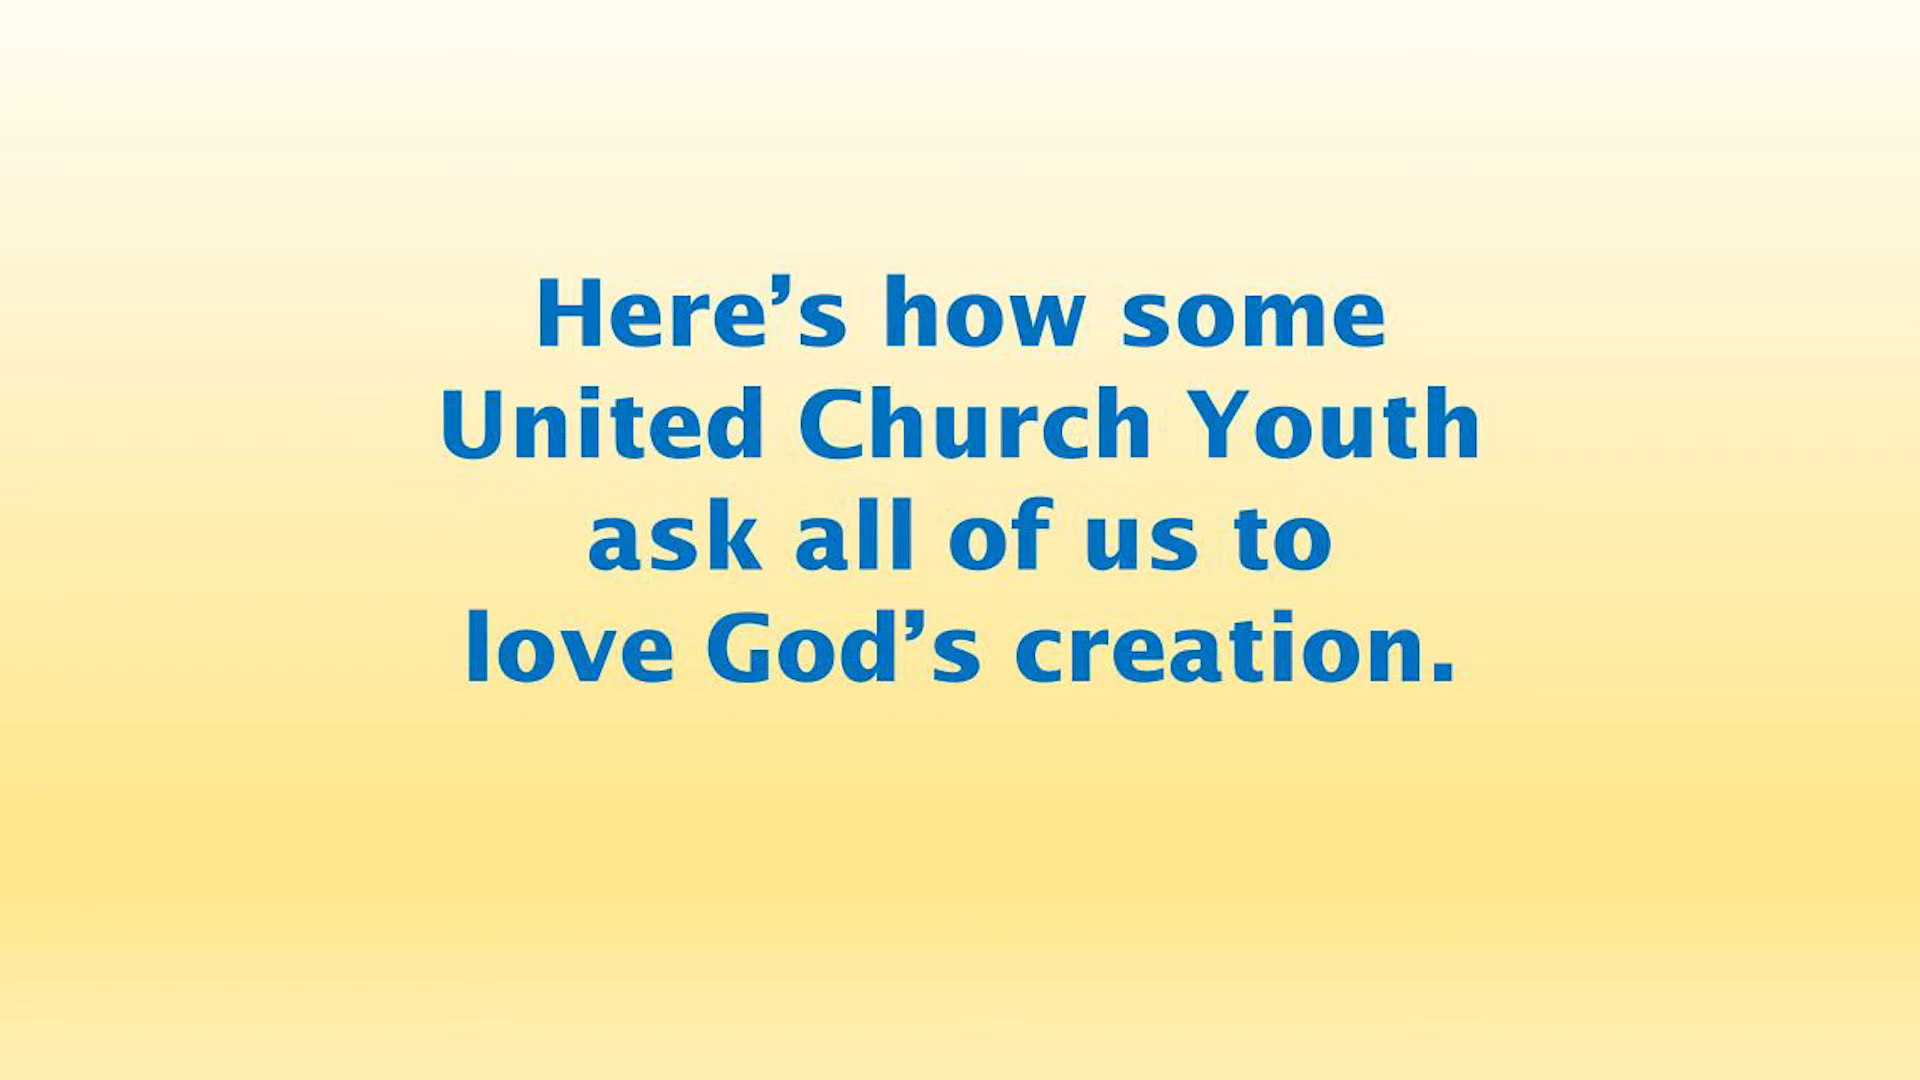 Here’s how some
United Church Youth
ask all of us to
love God’s creation.